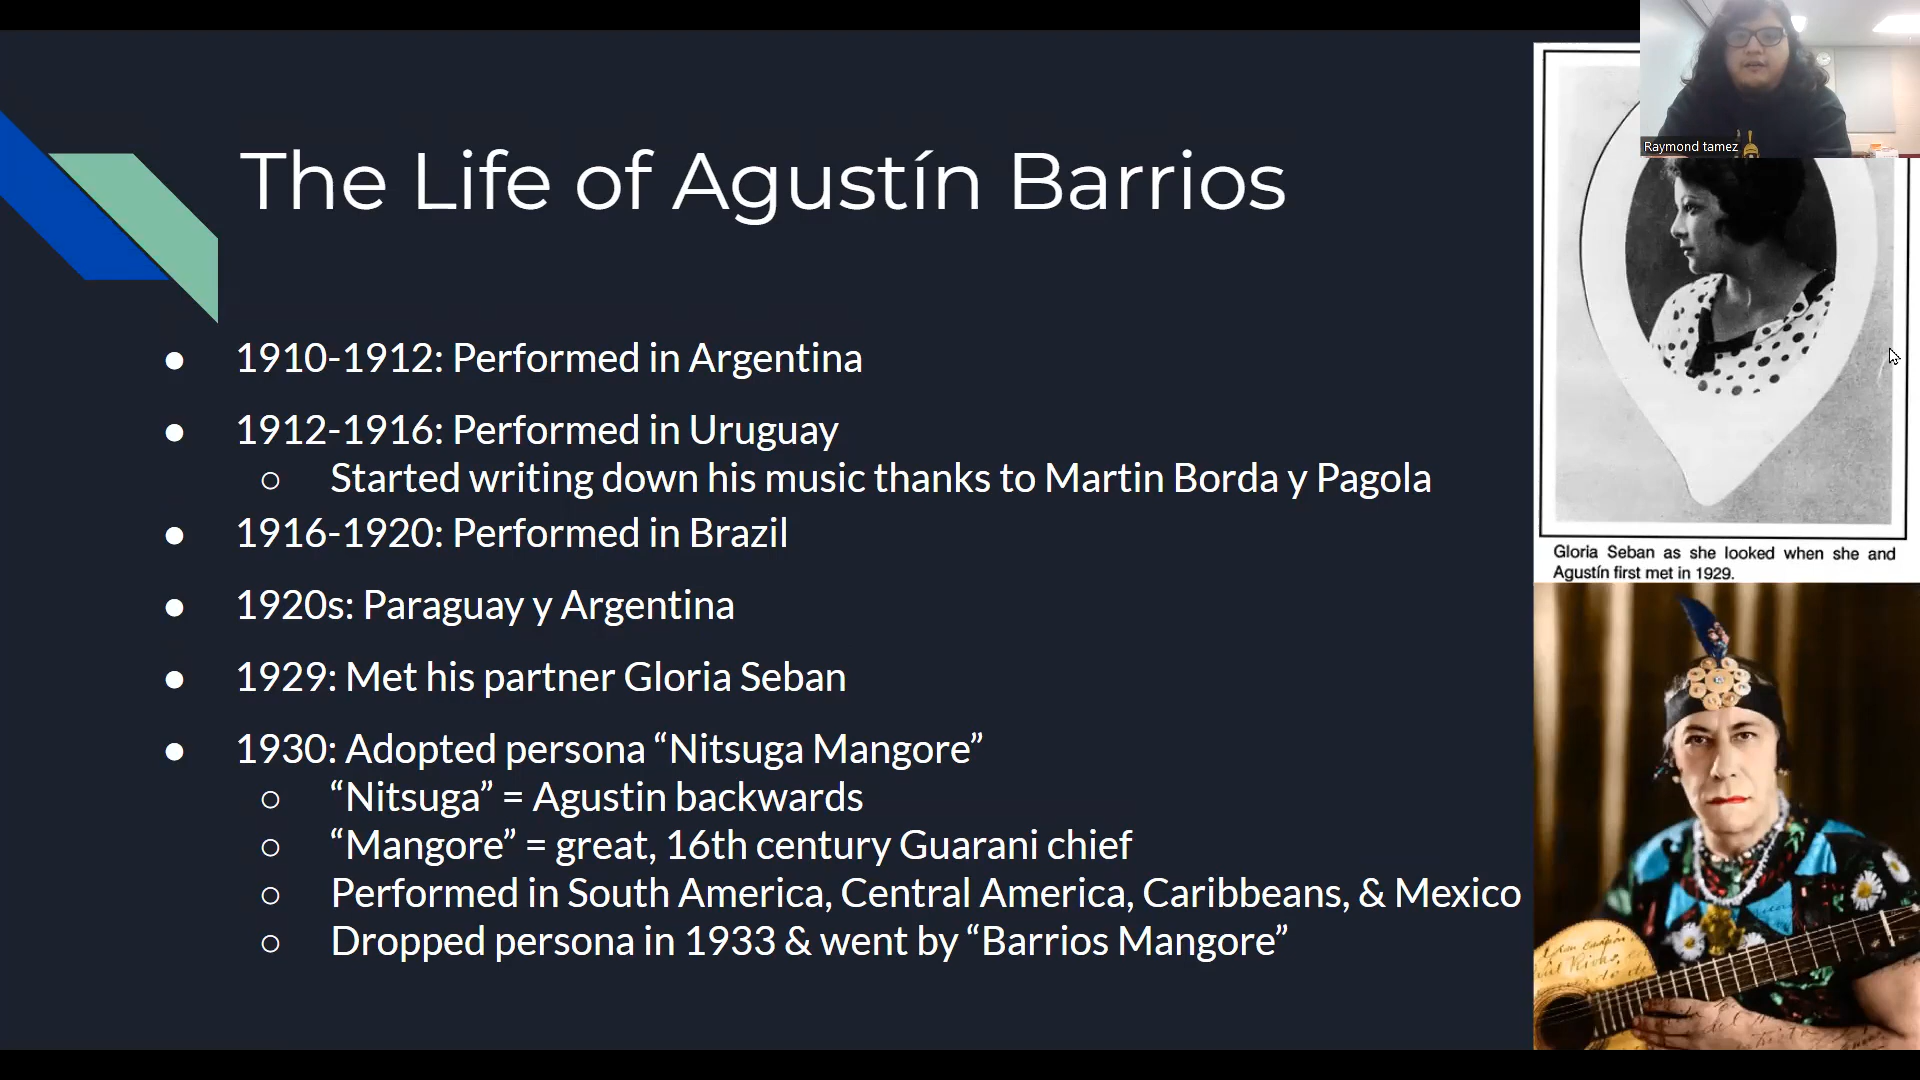 The Life of Agustín Barrios
● 1910-1912: Performed in Argentina
● 1912-1916: Performed in Uruguay
○ Started writing down his music thanks to Martin Borda y Pagola
● 1916-1920: Performed in Brazil
● 1920s: Paraguay y Argentina
● 1929: Met his partner Gloria Seban
● 1930: Adopted persona “Nitsuga Mangore”
○ “Nitsuga” = Agustin backwards
○ “Mangore” = great, 16th century Guarani chief
○ Performed in South America, Central America, Caribbeans, & Mexico
○ Dropped persona in 1933 & went by “Barrios Mangore”
Raymond tamez
Gloria Seban as she looked when she and
Agustín first met in 1929.